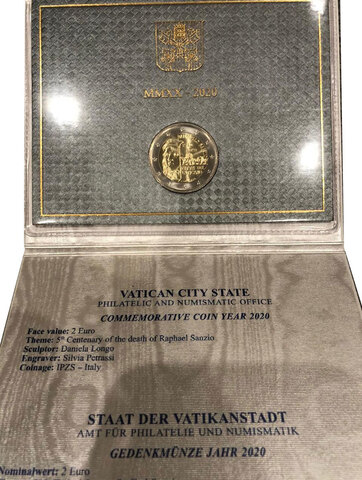 MMXX - 2020
VATICAN CITY STATE
PHILATELIC AND NUMISMATIC OFFICE
COMMEMORATIVE COIN YEAR 2020
Face value: 2 Euro
Theme: 5th Centenary of the death of Raphael Sanzio
Sculptor: Daniela Longo
Engraver: Silvia Petrassi
Coinage: IPZS – Italy
STAAT DER VATIKANSTADT
AMT FÜR PHILATELIE UND NUMISMATIK
GEDENKMÜNZE JAHR 2020
Nominalwert: 2 Euro